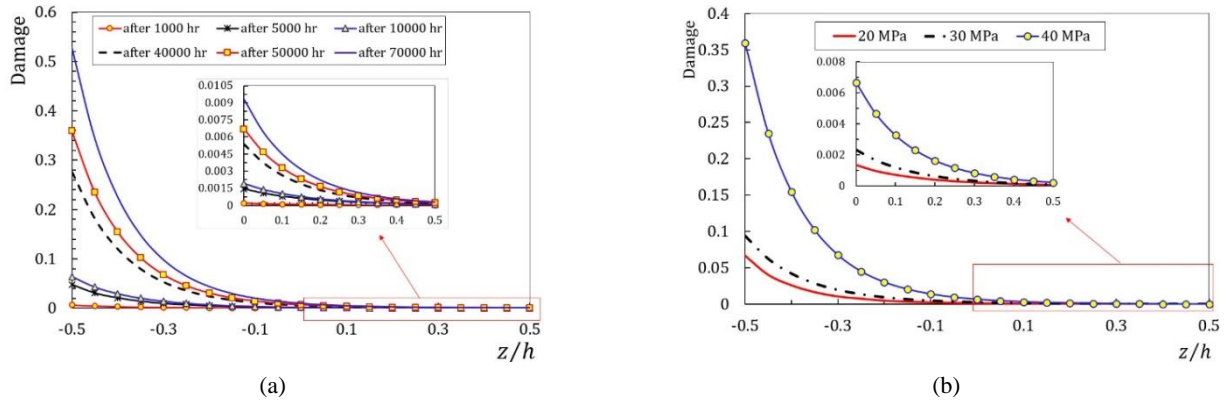 Damage
after 1000 hr after 5000 hr after 10000 hr
after 40000 hr after 50000 hr after 70000 hr
0.6
0.5
0.4
0.3
0.2
0.1
0
0.0105
0.009
0.0075
0.006
0.0045
0.003
0.0015
0
0 0.1 0.2 0.3 0.4 0.5
-0.5 -0.3 -0.1 0.1 0.3 0.5
z/h
(a)
Damage
20 MPa 30 MPa 40 MPa
0.4
0.35
0.3
0.25
0.2
0.15
0.1
0.05
0
0.008
0.006
0.004
0.002
0
0 0.1 0.2 0.3 0.4 0.5
-0.5 -0.3 -0.1 0.1 0.3 0.5
z/h
(b)